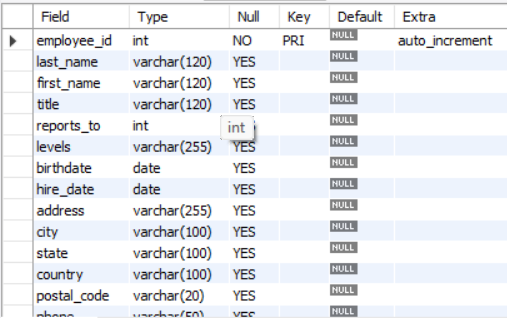 Field Type Null Key Default Extra
employee_id int NO PRI NULL auto_increment
last_name varchar(120) YES NULL
first_name varchar(120) YES NULL
title varchar(120) YES NULL
reports_to int int NULL
levels varchar(255) YES NULL
birthdate date YES NULL
hire_date date YES NULL
address varchar(255) YES NULL
city varchar(100) YES NULL
state varchar(100) YES NULL
country varchar(100) YES NULL
postal_code varchar(20) YES NULL
phone varchar(50) YES